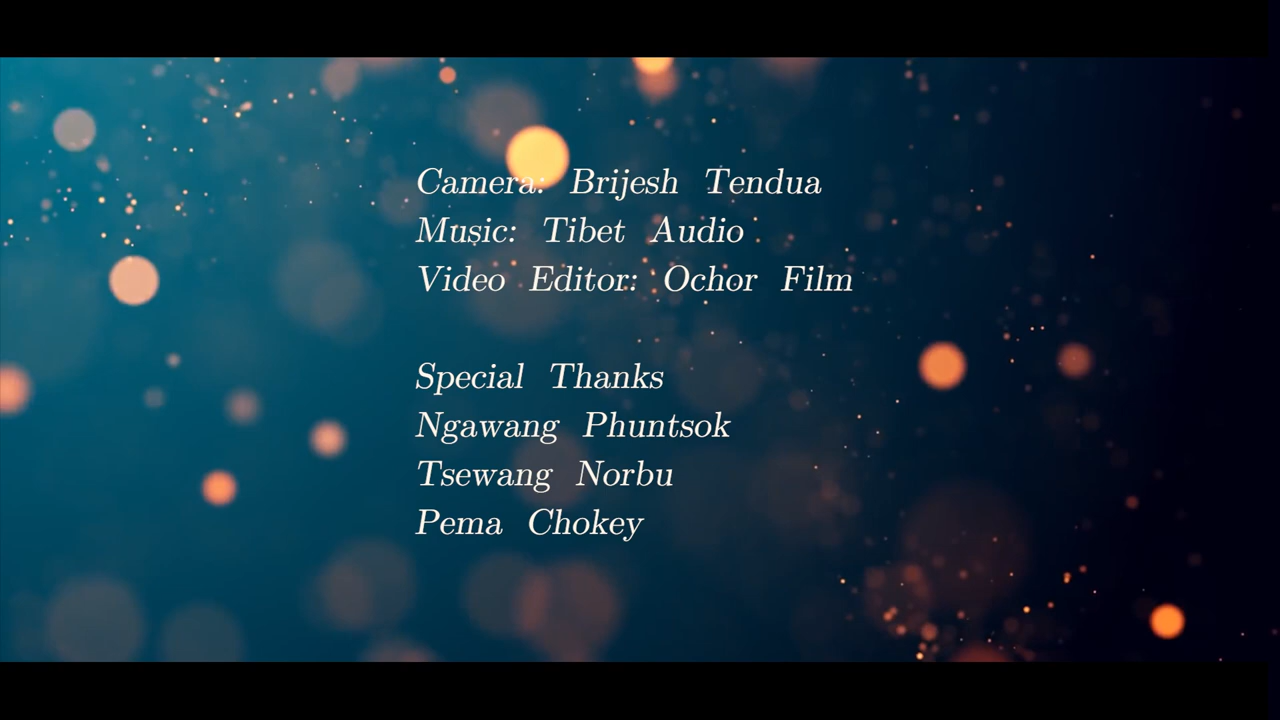 Camera: Brijesh Tendua
Music: Tibet Audio
Video Editor: Ochor Film
Special Thanks
Ngawang Phuntsok
Tsewang Norbu
Pema Chokey